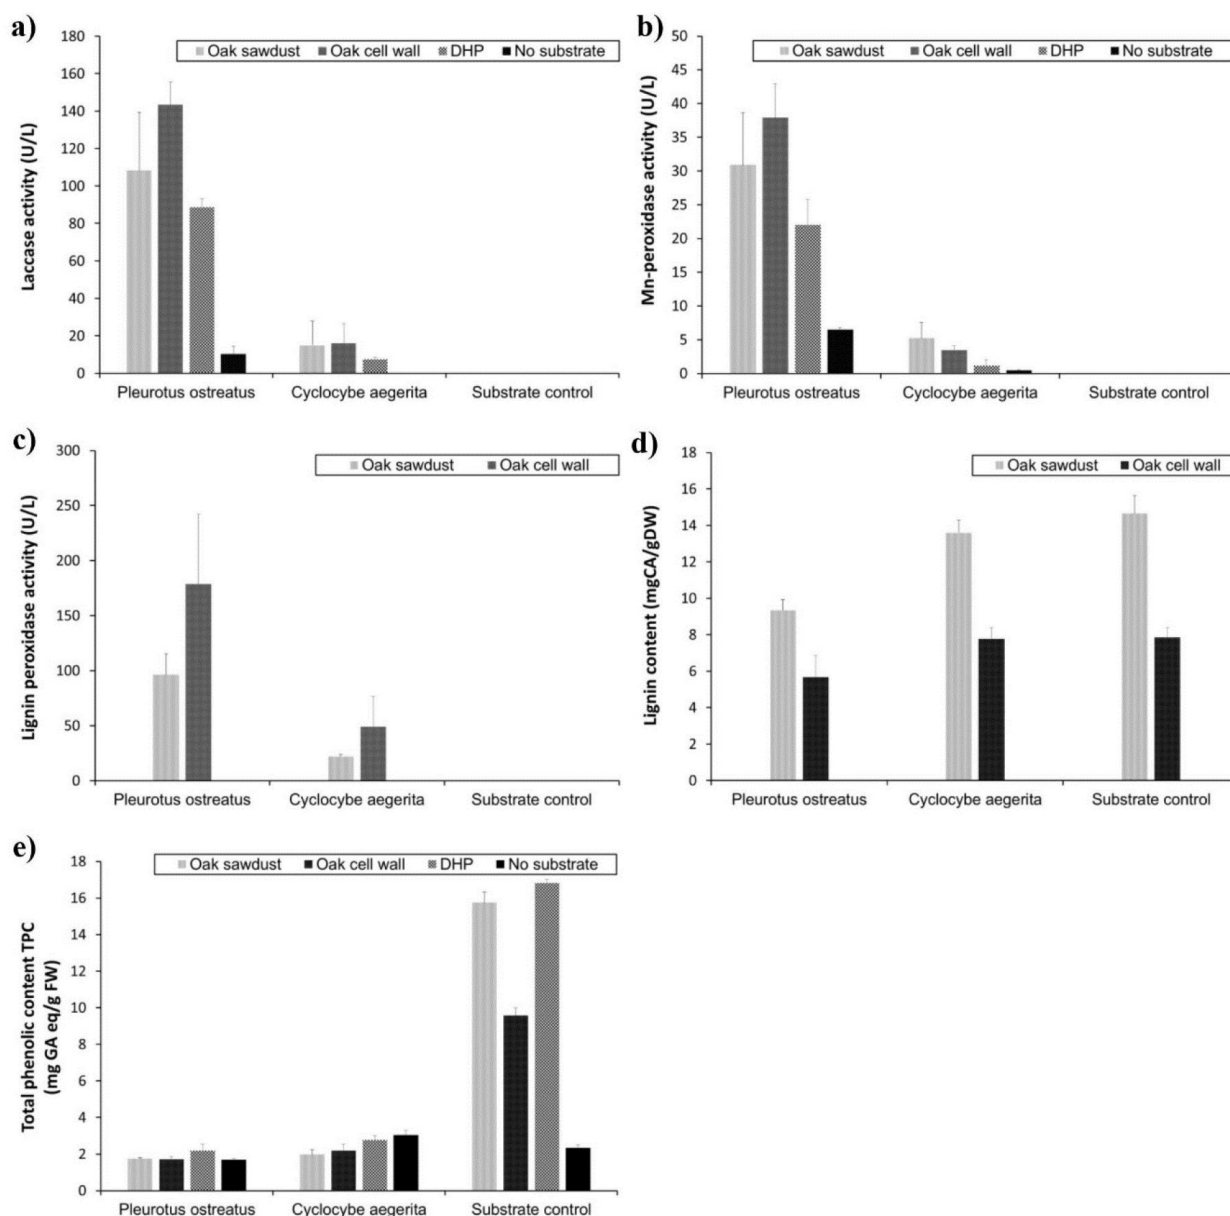 a)
180
160
140
120
100
80
60
40
20
0
Laccase activity (U/L)
Oak sawdust Oak cell wall DHP No substrate
Pleurotus ostreatus Cyclocybe aegerita Substrate control
b)
50
45
40
35
30
25
20
15
10
5
0
Mn-peroxidase activity (U/L)
Oak sawdust Oak cell wall DHP No substrate
Pleurotus ostreatus Cyclocybe aegerita Substrate control
c)
300
250
200
150
100
50
0
Lignin peroxidase activity (U/L)
Oak sawdust Oak cell wall
Pleurotus ostreatus Cyclocybe aegerita Substrate control
d)
18
16
14
12
10
8
6
4
2
0
Lignin content (mgCA/gDW)
Oak sawdust Oak cell wall
Pleurotus ostreatus Cyclocybe aegerita Substrate control
e)
18
16
14
12
10
8
6
4
2
0
Total phenolic content TPC
(mg GA eq/g FW)
Oak sawdust Oak cell wall DHP No substrate
Pleurotus ostreatus Cyclocybe aegerita Substrate control